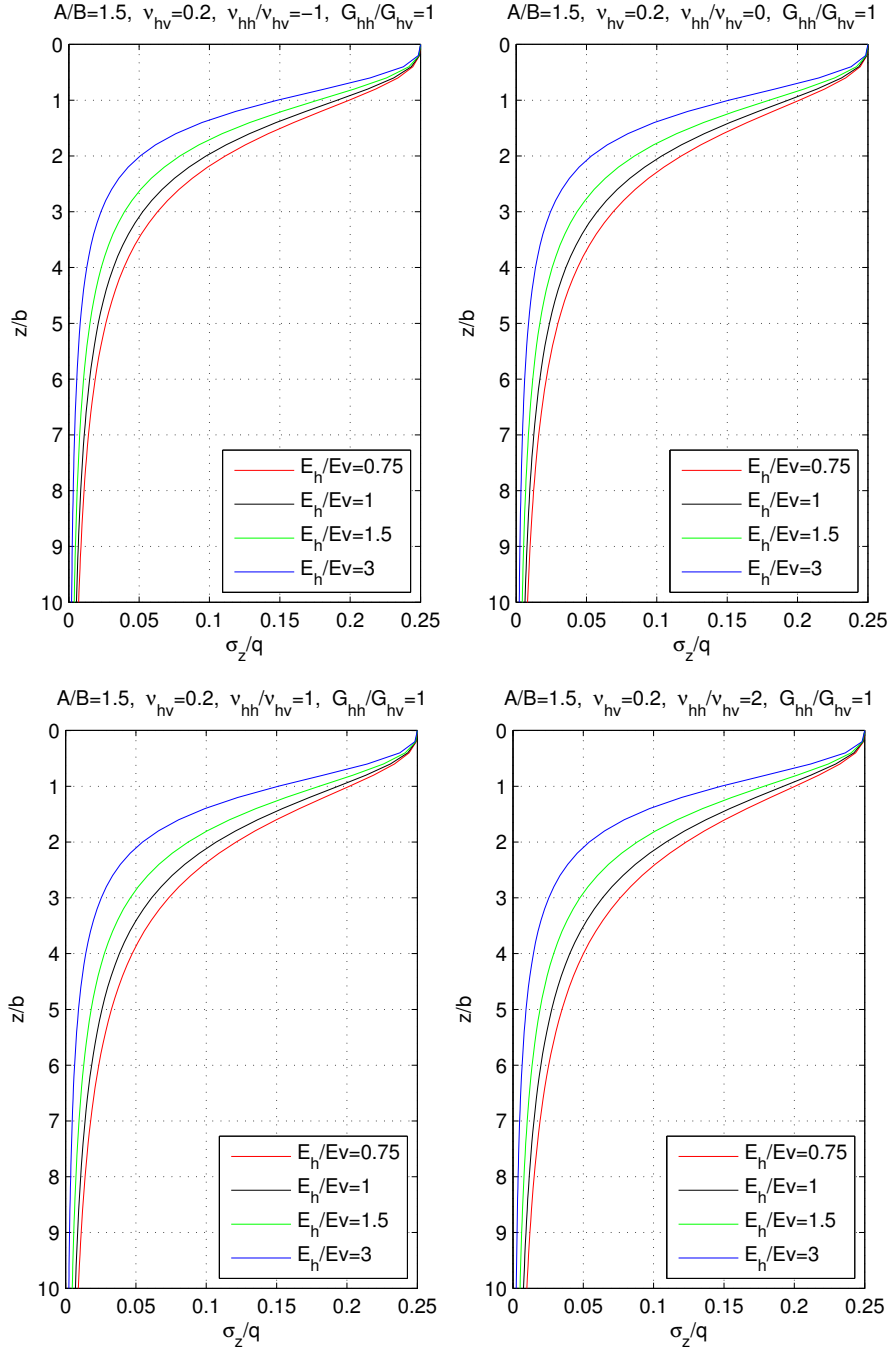 A/B=1.5, ν_hv=0.2, ν_hh/ν_hv=−1, G_hh/G_hv=1
0
1
2
3
4
5
6
7
8
9
10
z/b
E_h/Ev=0.75
E_h/Ev=1
E_h/Ev=1.5
E_h/Ev=3
0 0.05 0.1 0.15 0.2 0.25
σ_z/q
A/B=1.5, ν_hv=0.2, ν_hh/ν_hv=0, G_hh/G_hv=1
0
1
2
3
4
5
6
7
8
9
10
z/b
E_h/Ev=0.75
E_h/Ev=1
E_h/Ev=1.5
E_h/Ev=3
0 0.05 0.1 0.15 0.2 0.25
σ_z/q
A/B=1.5, ν_hv=0.2, ν_hh/ν_hv=1, G_hh/G_hv=1
0
1
2
3
4
5
6
7
8
9
10
z/b
E_h/Ev=0.75
E_h/Ev=1
E_h/Ev=1.5
E_h/Ev=3
0 0.05 0.1 0.15 0.2 0.25
σ_z/q
A/B=1.5, ν_hv=0.2, ν_hh/ν_hv=2, G_hh/G_hv=1
0
1
2
3
4
5
6
7
8
9
10
z/b
E_h/Ev=0.75
E_h/Ev=1
E_h/Ev=1.5
E_h/Ev=3
0 0.05 0.1 0.15 0.2 0.25
σ_z/q